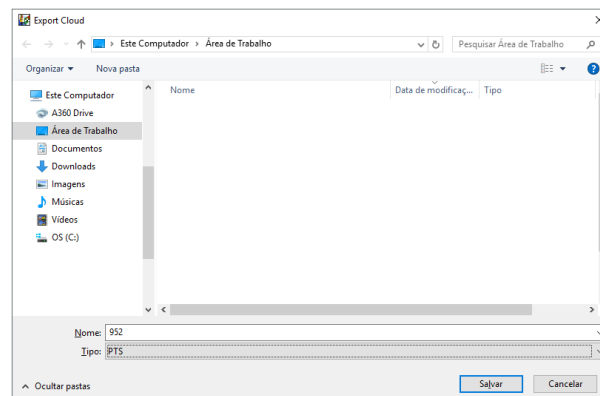 Export Cloud
Este Computador > Área de Trabalho
Pesquisar Área de Trabalho
Organizar Nova pasta
Nome Data de modificaç... Tipo
Este Computador
A360 Drive
Área de Trabalho
Documentos
Downloads
Imagens
Músicas
Vídeos
OS (C:)
Nome: 952
Tipo: PTS
Ocultar pastas Salvar Cancelar